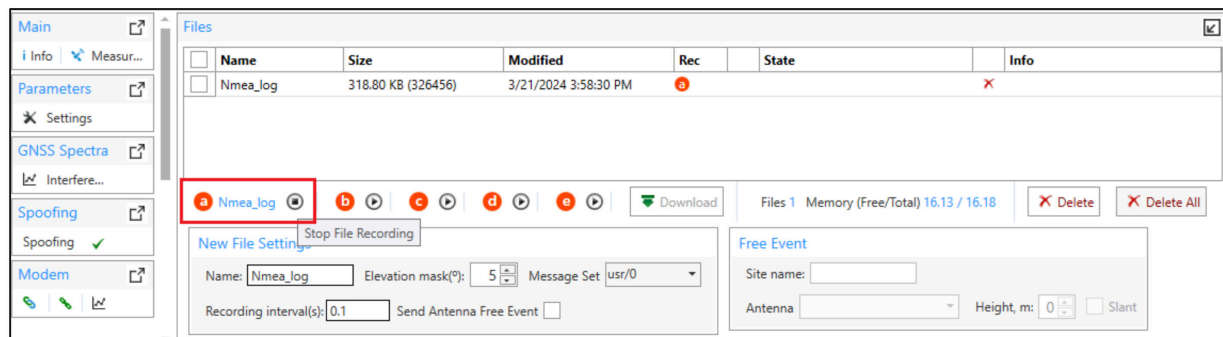 Main
i Info Measur...
Parameters
Settings
GNSS Spectra
Interfere...
Spoofing
Spoofing
Modem
Files
Name Size Modified Rec State Info
Nmea_log 318.80 KB (326456) 3/21/2024 3:58:30 PM a
a Nmea_log b c d e Download Files 1 Memory (Free/Total) 16.13 / 16.18 Delete Delete All
Stop File Recording
New File Settings
Name: Nmea_log Elevation mask(º): 5 Message Set usr/0
Recording interval(s): 0.1 Send Antenna Free Event
Free Event
Site name:
Antenna Height, m: 0 Slant